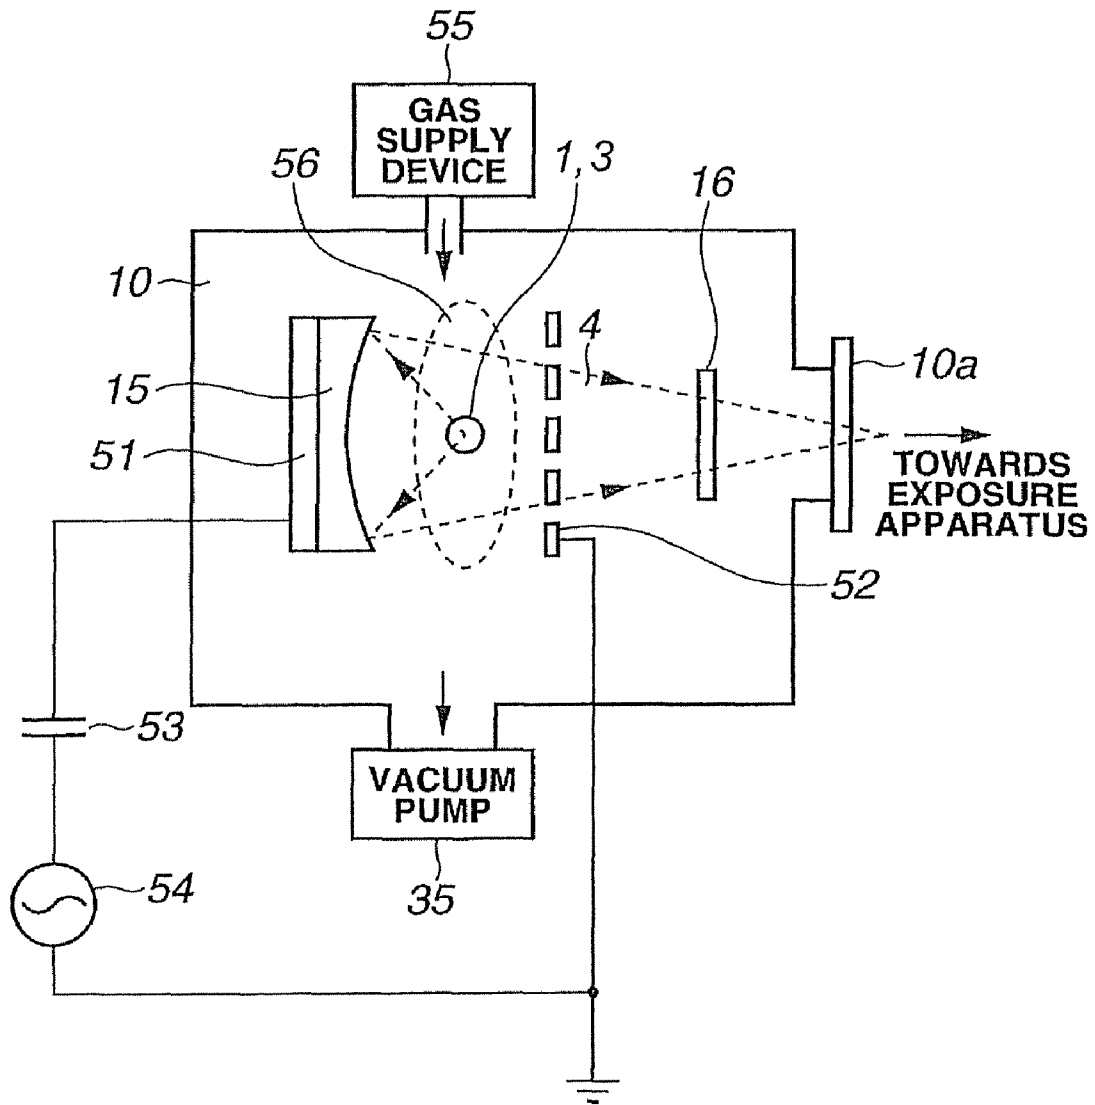 55
GAS
SUPPLY
DEVICE
56
1, 3
16
10
4
10a
15
51
TOWARDS
EXPOSURE
APPARATUS
52
53
VACUUM
PUMP
54
35